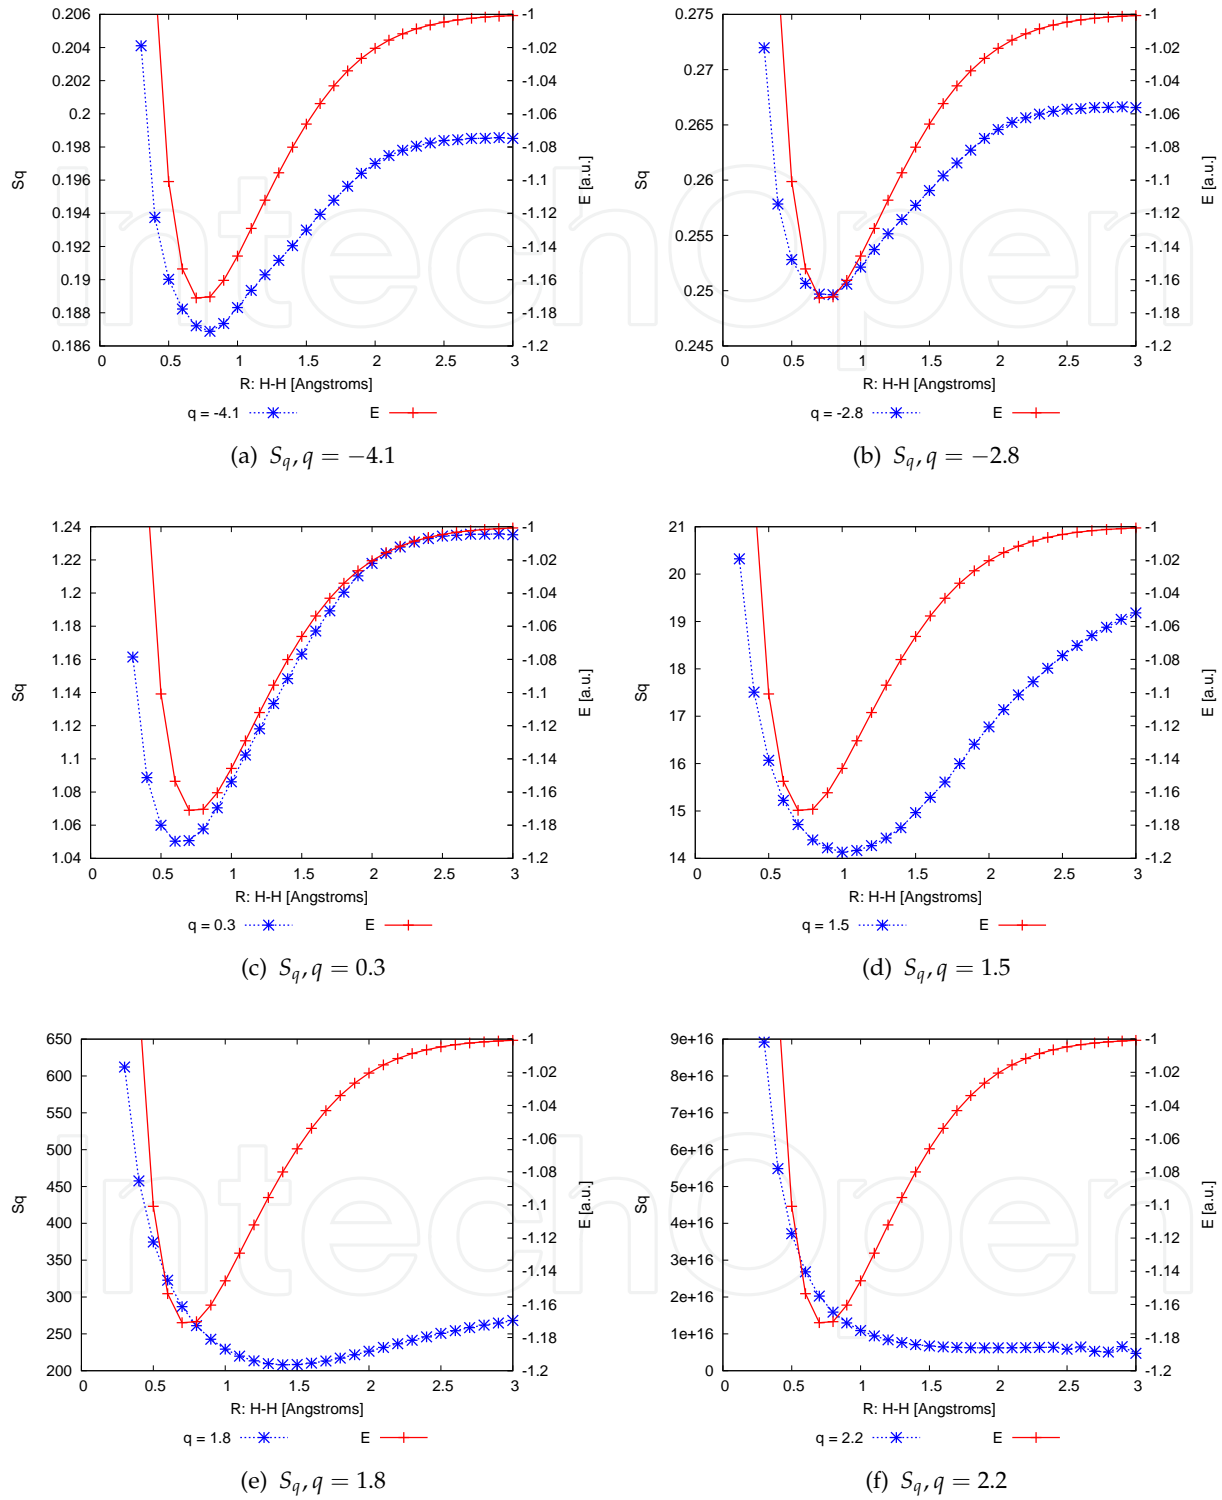 0.206
0.204
0.202
0.2
0.198
0.196
0.194
0.192
0.19
0.188
0.186
Sq
0 0.5 1 1.5 2 2.5 3
R: H-H [Angstroms]
-1
-1.02
-1.04
-1.06
-1.08
-1.1
-1.12
-1.14
-1.16
-1.18
-1.2
E [a.u.]
q = -4.1 E
(a) Sq, q = −4.1
0.275
0.27
0.265
0.26
0.255
0.25
0.245
Sq
0 0.5 1 1.5 2 2.5 3
R: H-H [Angstroms]
-1
-1.02
-1.04
-1.06
-1.08
-1.1
-1.12
-1.14
-1.16
-1.18
-1.2
E [a.u.]
q = -2.8 E
(b) Sq, q = −2.8
1.24
1.22
1.2
1.18
1.16
1.14
1.12
1.1
1.08
1.06
1.04
Sq
0 0.5 1 1.5 2 2.5 3
R: H-H [Angstroms]
-1
-1.02
-1.04
-1.06
-1.08
-1.1
-1.12
-1.14
-1.16
-1.18
-1.2
E [a.u.]
q = 0.3 E
(c) Sq, q = 0.3
21
20
19
18
17
16
15
14
Sq
0 0.5 1 1.5 2 2.5 3
R: H-H [Angstroms]
-1
-1.02
-1.04
-1.06
-1.08
-1.1
-1.12
-1.14
-1.16
-1.18
-1.2
E [a.u.]
q = 1.5 E
(d) Sq, q = 1.5
650
600
550
500
450
400
350
300
250
200
Sq
0 0.5 1 1.5 2 2.5 3
R: H-H [Angstroms]
-1
-1.02
-1.04
-1.06
-1.08
-1.1
-1.12
-1.14
-1.16
-1.18
-1.2
E [a.u.]
q = 1.8 E
(e) Sq, q = 1.8
9e+16
8e+16
7e+16
6e+16
5e+16
4e+16
3e+16
2e+16
1e+16
0
Sq
0 0.5 1 1.5 2 2.5 3
R: H-H [Angstroms]
-1
-1.02
-1.04
-1.06
-1.08
-1.1
-1.12
-1.14
-1.16
-1.18
-1.2
E [a.u.]
q = 2.2 E
(f) Sq, q = 2.2
IntechOpen
IntechOpen